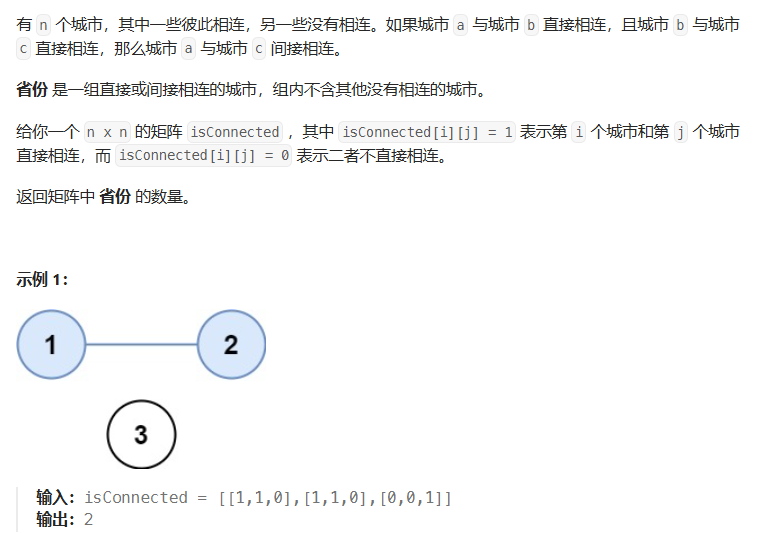 有 n 个城市，其中一些彼此相连，另一些没有相连。如果城市 a 与城市 b 直接相连，且城市 b 与城市
c 直接相连，那么城市 a 与城市 c 间接相连。
省份 是一组直接或间接相连的城市，组内不含其他没有相连的城市。
给你一个 n x n 的矩阵 isConnected ，其中 isConnected[i][j] = 1 表示第 i 个城市和第 j 个城市
直接相连，而 isConnected[i][j] = 0 表示二者不直接相连。
返回矩阵中 省份 的数量。
示例 1：
1 2
3
输入：isConnected = [[1,1,0],[1,1,0],[0,0,1]]
输出：2